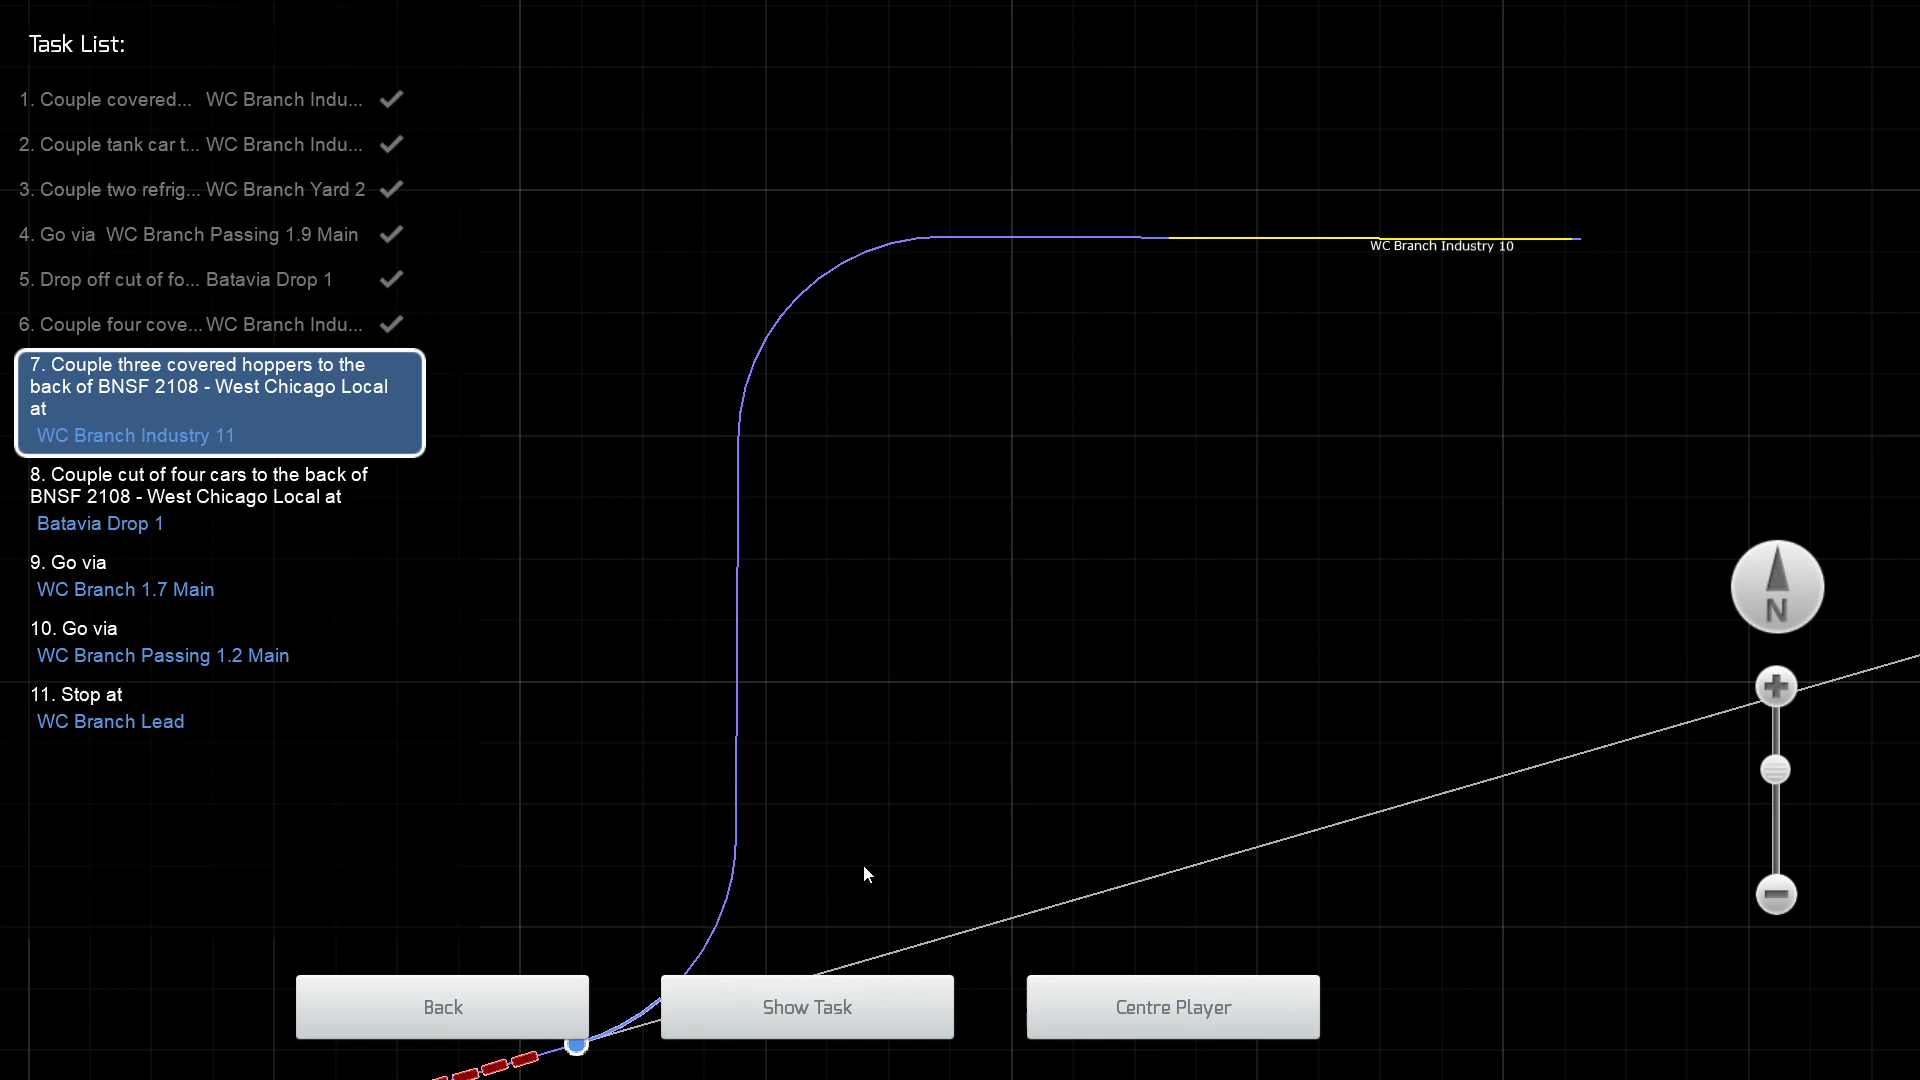 Task List:
1. Couple covered... WC Branch Indu...
2. Couple tank car t... WC Branch Indu...
3. Couple two refrig... WC Branch Yard 2
4. Go via WC Branch Passing 1.9 Main
5. Drop off cut of fo... Batavia Drop 1
6. Couple four cove... WC Branch Indu...
7. Couple three covered hoppers to the
back of BNSF 2108 - West Chicago Local
at
WC Branch Industry 11
8. Couple cut of four cars to the back of
BNSF 2108 - West Chicago Local at
Batavia Drop 1
9. Go via
WC Branch 1.7 Main
10. Go via
WC Branch Passing 1.2 Main
11. Stop at
WC Branch Lead
WC Branch Industry 10
N
Back
Show Task
Centre Player